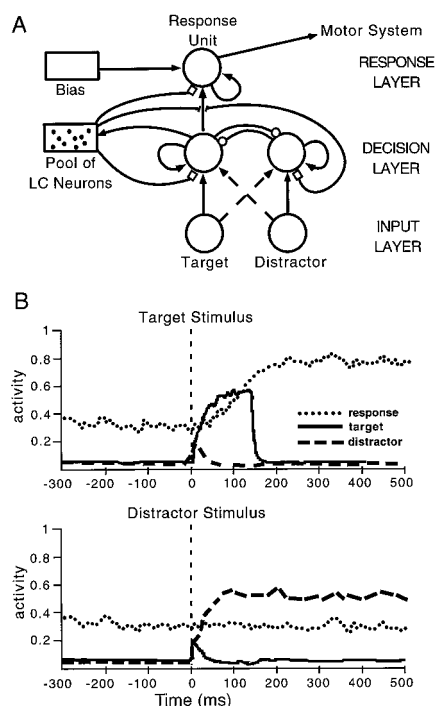 A
Response
Unit
Motor System
RESPONSE
LAYER
Bias
Pool of
LC Neurons
DECISION
LAYER
INPUT
LAYER
Target Distractor
B
Target Stimulus
activity
1
0.8
0.6
0.4
0.2
response
target
distractor
-300 -200 -100 0 100 200 300 400 500
Distractor Stimulus
activity
1
0.8
0.6
0.4
0.2
-300 -200 -100 0 100 200 300 400 500
Time (ms)